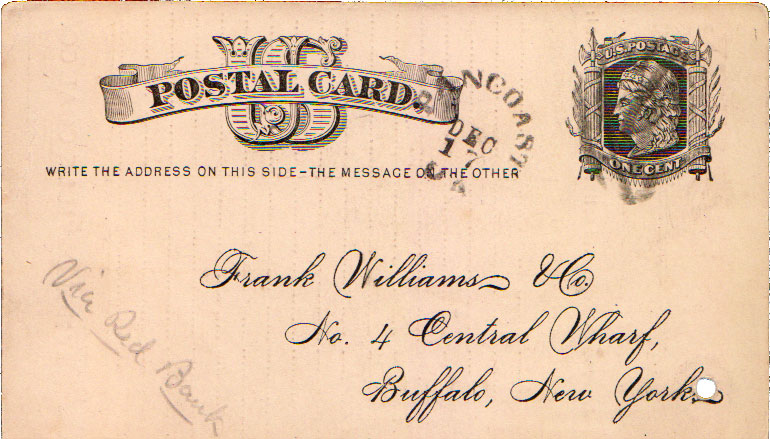 U.S. POSTAGE
US
POSTAL CARD.
DEC
17
ONE CENT
WRITE THE ADDRESS ON THIS SIDE–THE MESSAGE ON THE OTHER
Frank Williams & Co.
No. 4 Central Wharf,
Buffalo, New York.
Via Red Bank